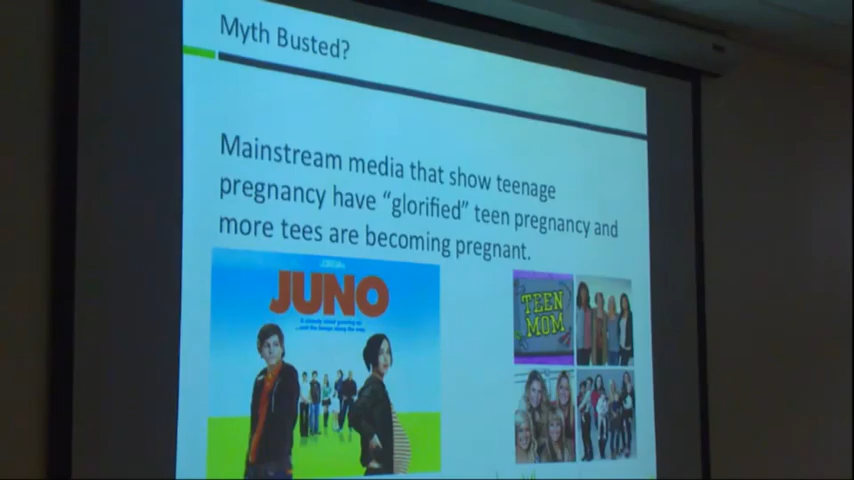 Myth Busted?
Mainstream media that show teenage
pregnancy have “glorified” teen pregnancy and
more tees are becoming pregnant.
JUNO
TEEN
MOM